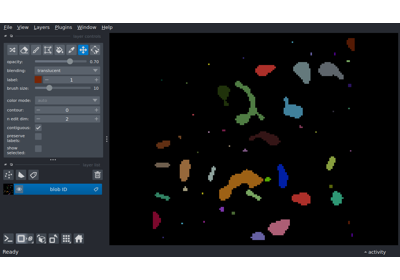 File View Layers Plugins Window Help
opacity: 0.70
blending: translucent
label: 1
brush size: 10
color mode:
contour: 0
n edit dim: 2
contiguous:
preserve
labels:
show
selected:
blob ID
Ready
activity